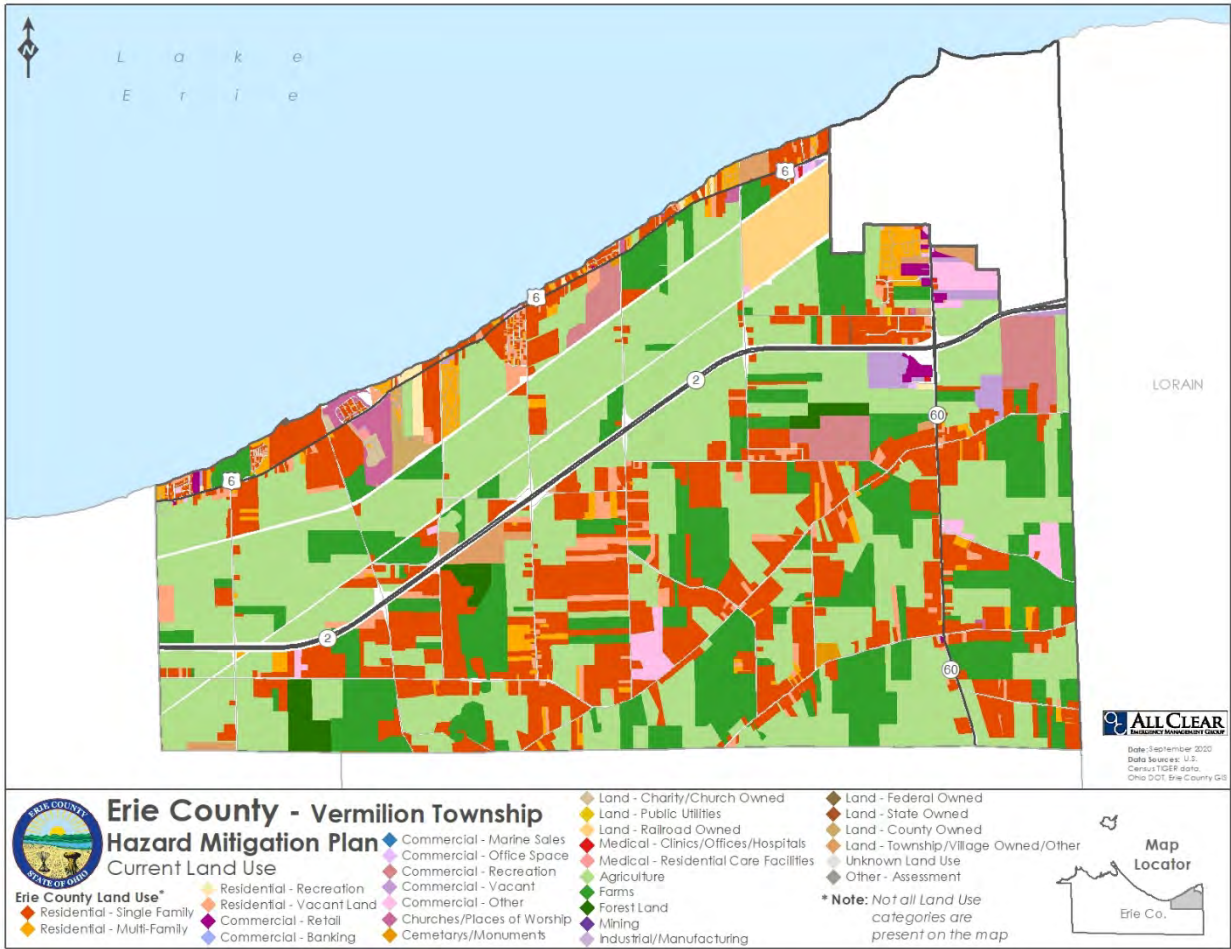 N
L a k e
E r i e
6
6
6
2
2
60
60
LORAIN
ALL CLEAR
EMERGENCY MANAGEMENT GROUP
Date: September 2020
Data Sources: U.S.
Census TIGER data,
Ohio DOT, Erie County GIS
ERIE COUNTY
STATE OF OHIO
Erie County - Vermilion Township
Hazard Mitigation Plan
Current Land Use
Erie County Land Use*
Residential - Single Family
Residential - Multi-Family
Residential - Recreation
Residential - Vacant Land
Commercial - Retail
Commercial - Banking
Commercial - Marine Sales
Commercial - Office Space
Commercial - Recreation
Commercial - Vacant
Commercial - Other
Churches/Places of Worship
Cemetarys/Monuments
Land - Charity/Church Owned
Land - Public Utilities
Land - Railroad Owned
Medical - Clinics/Offices/Hospitals
Medical - Residential Care Facilities
Agriculture
Farms
Forest Land
Mining
Industrial/Manufacturing
Land - Federal Owned
Land - State Owned
Land - County Owned
Land - Township/Village Owned/Other
Unknown Land Use
Other - Assessment
* Note: Not all Land Use
categories are
present on the map
Map
Locator
Erie Co.